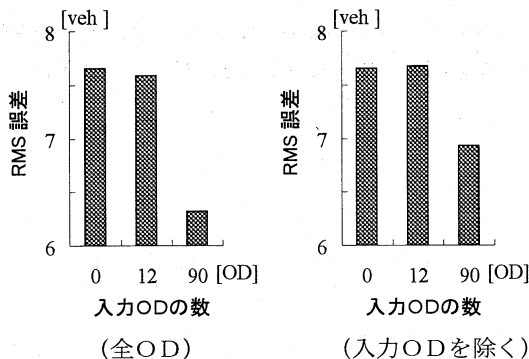 [veh]
8
7
6
RMS 誤差
0 12 90 [OD]
入力ODの数
(全OD)
[veh]
8
7
6
RMS 誤差
0 12 90 [OD]
入力ODの数
(入力ODを除く)